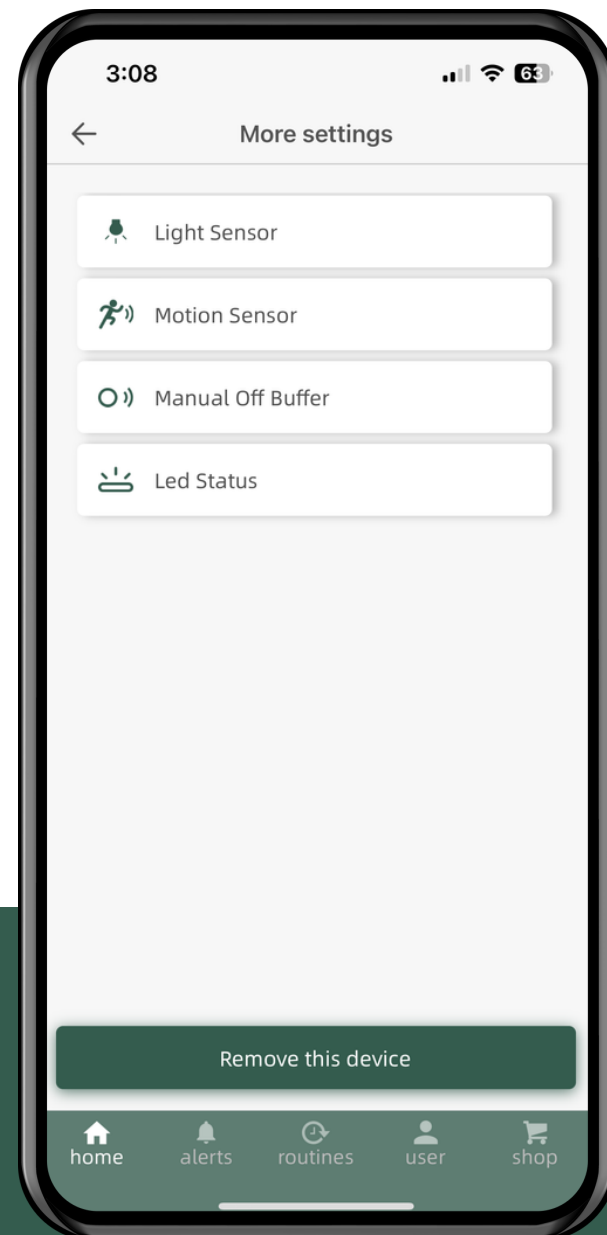 3:08
63
More settings
Light Sensor
Motion Sensor
Manual Off Buffer
Led Status
Remove this device
home alerts routines user shop